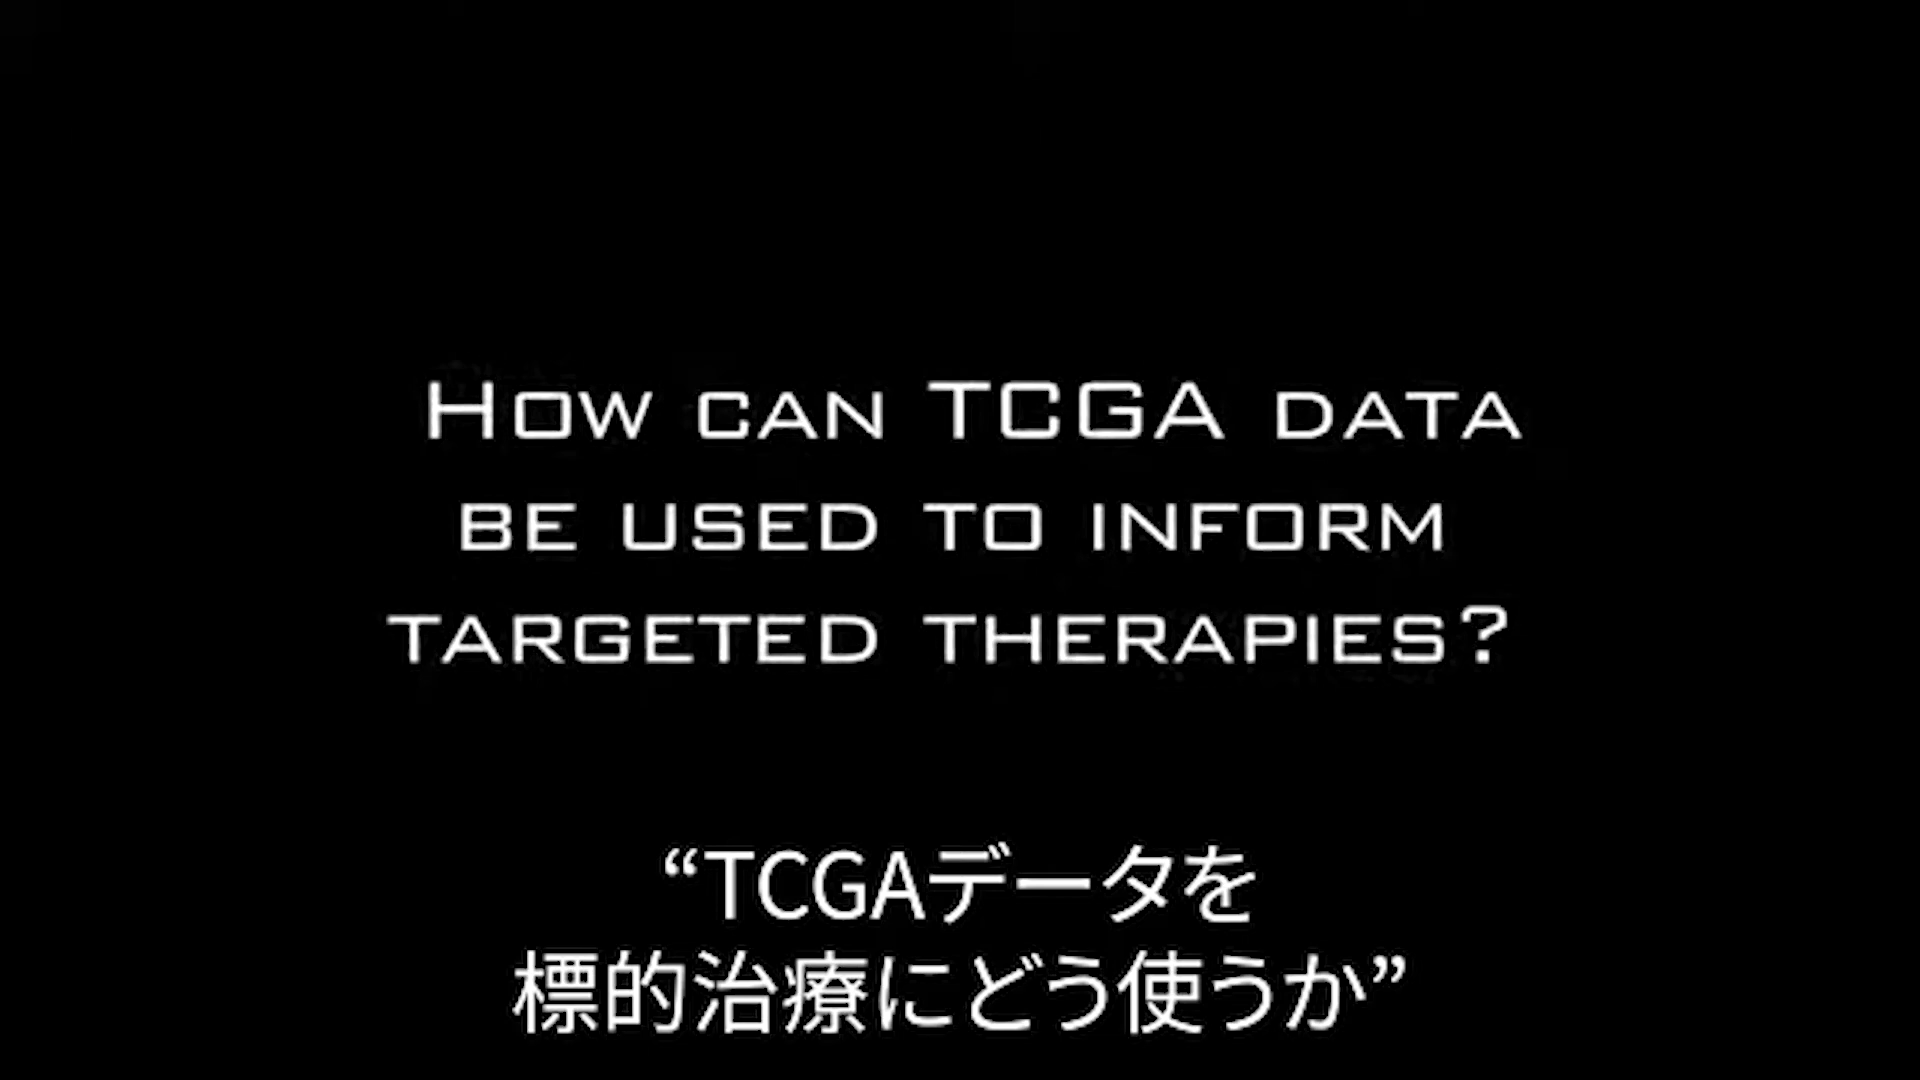 How can TCGA data
be used to inform
targeted therapies?
“TCGAデータを
標的治療にどう使うか”